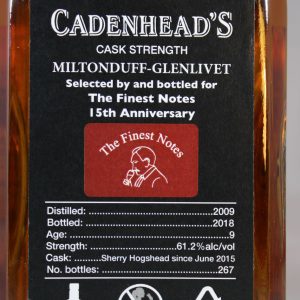 CADENHEAD'S
CASK STRENGTH
MILTONDUFF-GLENLIVET
Selected by and bottled for
The Finest Notes
15th Anniversary
The Finest Notes
Distilled: ..........................................2009
Bottled: .............................................2018
Age: ......................................................9
Strength: ..............................61.2%alc/vol
Cask: ..........Sherry Hogshead since June 2015
No. bottles: .......................................267